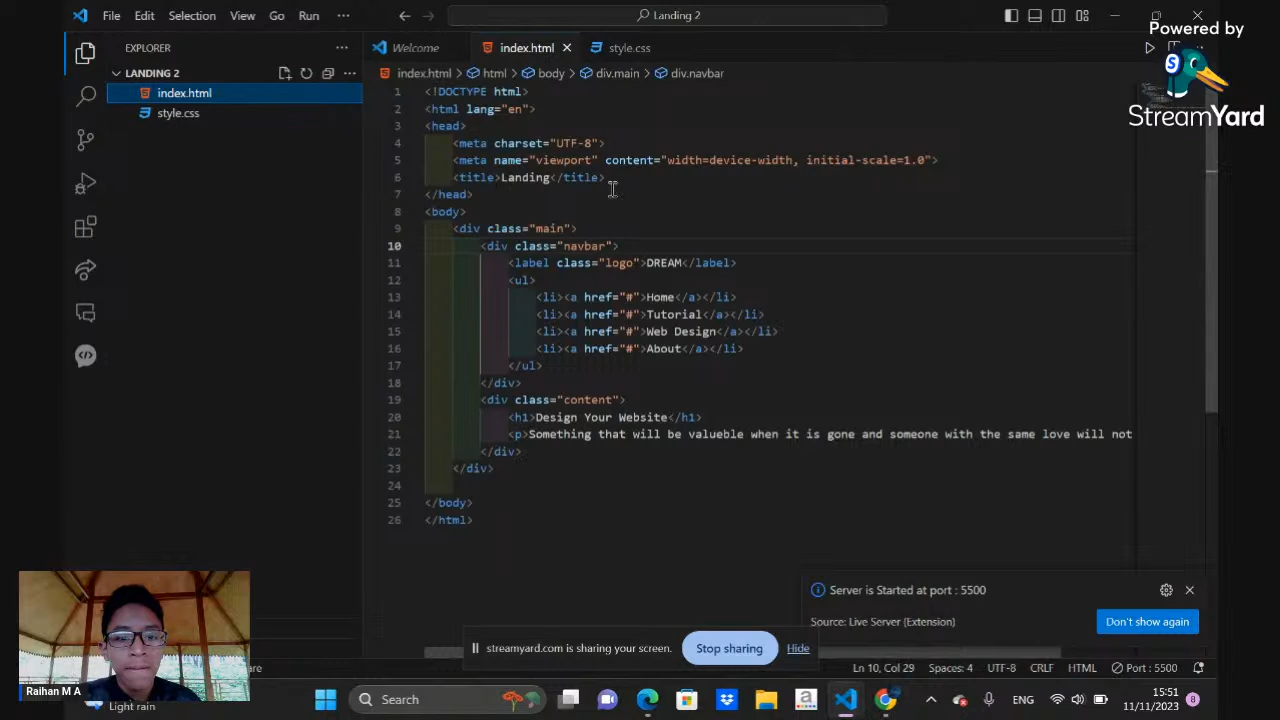 File Edit Selection View Go Run ··· Landing 2
Powered by
StreamYard
EXPLORER
LANDING 2
index.html
style.css
Welcome index.html style.css
index.html > html > body > div.main > div.navbar
1 <!DOCTYPE html>
2 <html lang="en">
3 <head>
4 <meta charset="UTF-8">
5 <meta name="viewport" content="width=device-width, initial-scale=1.0">
6 <title>Landing</title>
7 </head>
8 <body>
9 <div class="main">
10 <div class="navbar">
11 <label class="logo">DREAM</label>
12 <ul>
13 <li><a href="#">Home</a></li>
14 <li><a href="#">Tutorial</a></li>
15 <li><a href="#">Web Design</a></li>
16 <li><a href="#">About</a></li>
17 </ul>
18 </div>
19 <div class="content">
20 <h1>Design Your Website</h1>
21 <p>Something that will be valueble when it is gone and someone with the same love will not
22 </div>
23 </div>
24
25 </body>
26 </html>
Server is Started at port : 5500
Source: Live Server (Extension) Don't show again
streamyard.com is sharing your screen. Stop sharing Hide
Ln 10, Col 29 Spaces: 4 UTF-8 CRLF HTML Port : 5500
Raihan M A
Light rain
Search
ENG
15:51
11/11/2023
8